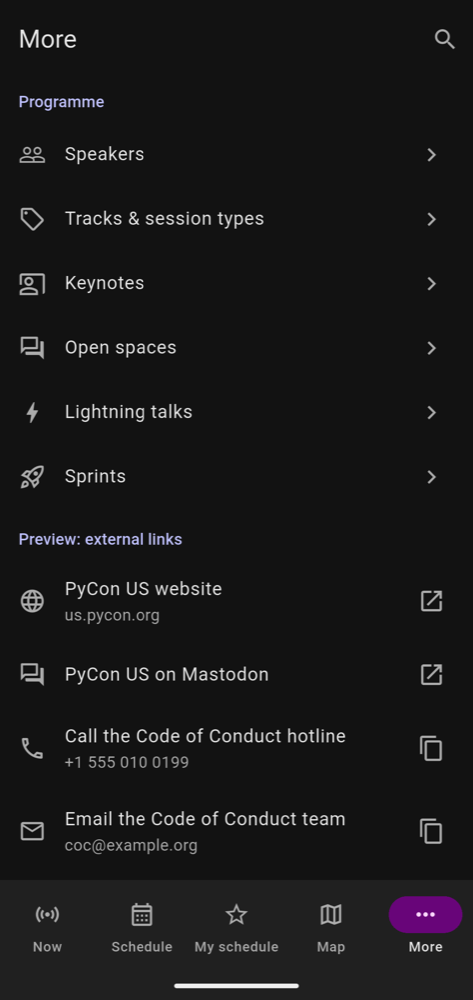 More
Programme
Speakers
Tracks & session types
Keynotes
Open spaces
Lightning talks
Sprints
Preview: external links
PyCon US website
us.pycon.org
PyCon US on Mastodon
Call the Code of Conduct hotline
+1 555 010 0199
Email the Code of Conduct team
coc@example.org
Now
Schedule
My schedule
Map
More